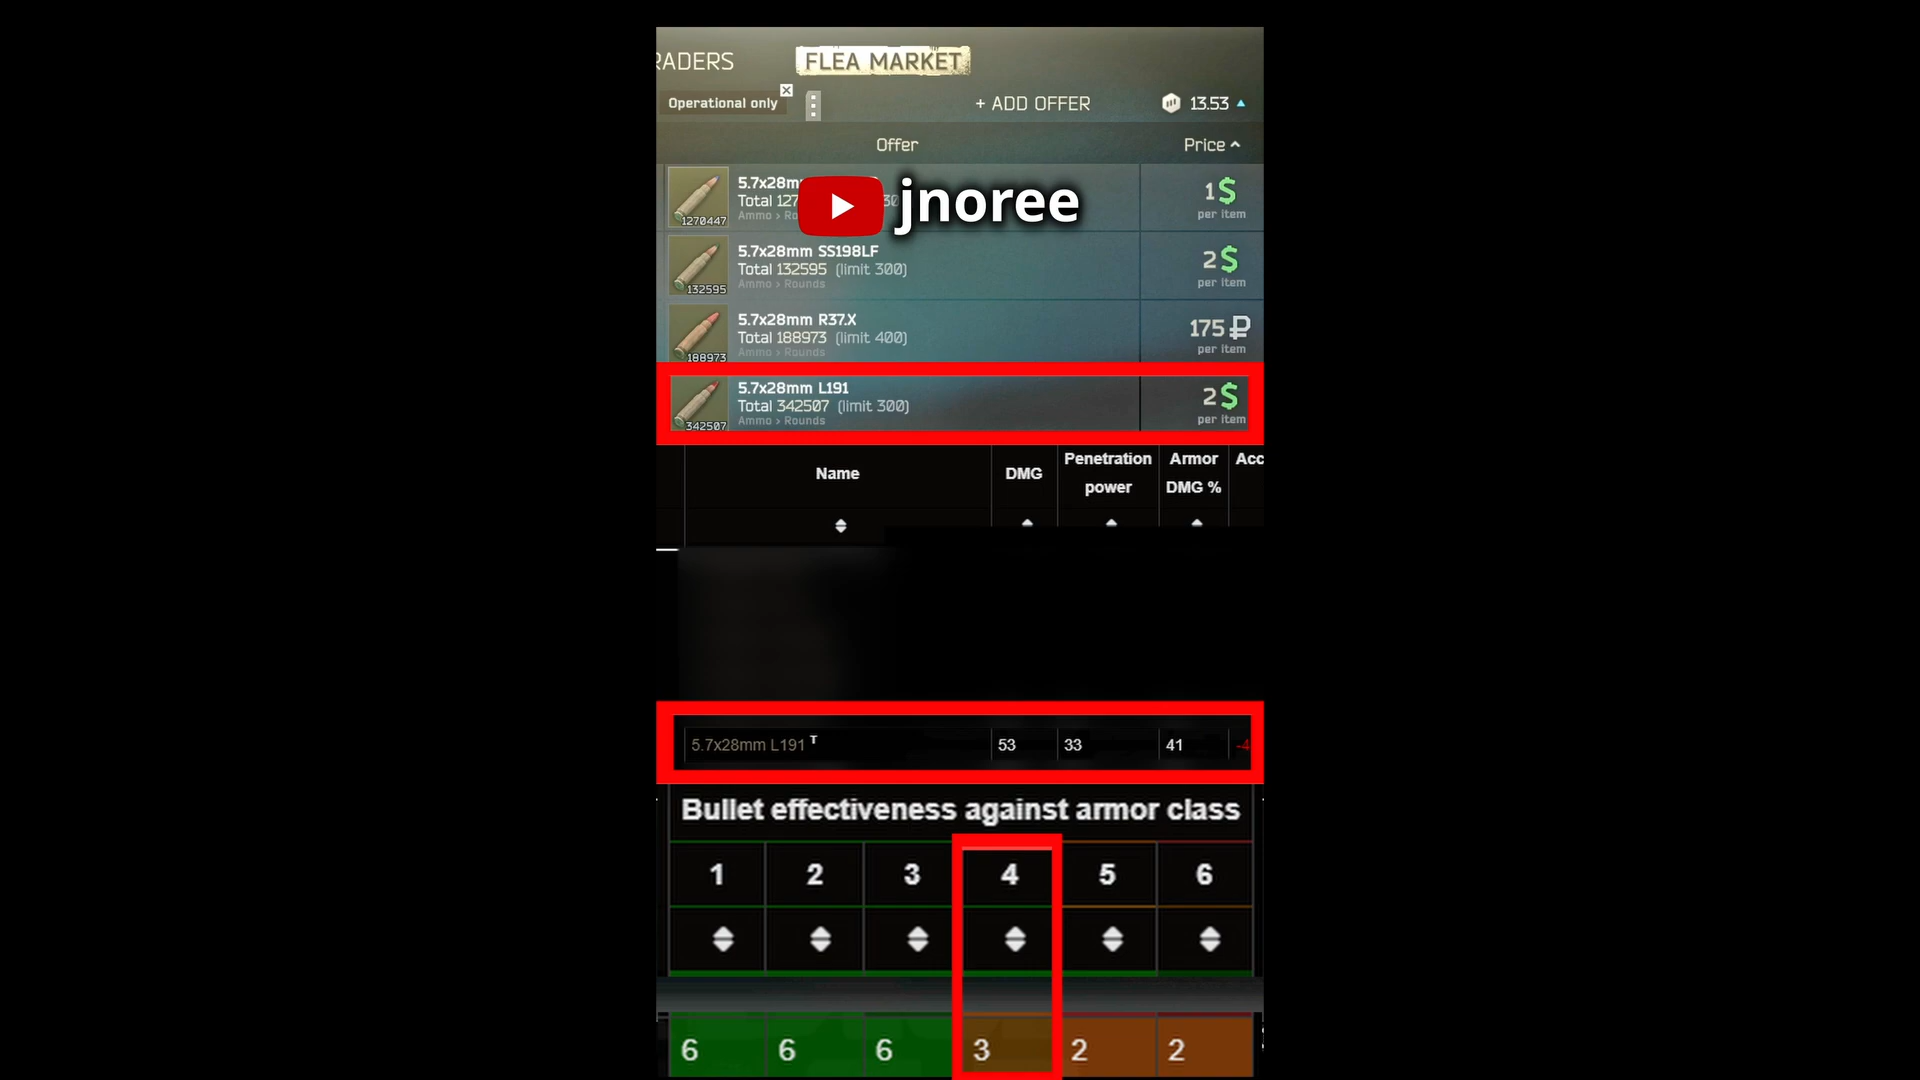 RADERS
FLEA MARKET
Operational only
+ ADD OFFER
13.53
Offer
Price
5.7x28m
Total 127
Ammo > Ro
1270447
jnoree
1$
per item
5.7x28mm SS198LF
Total 132595 (limit 300)
Ammo > Rounds
132595
2$
per item
5.7x28mm R37.X
Total 188973 (limit 400)
Ammo > Rounds
188973
175₽
per item
5.7x28mm L191
Total 342507 (limit 300)
Ammo > Rounds
342507
2$
per item
Name
DMG
Penetration power
Armor DMG %
Acc
5.7x28mm L191 T 53 33 41 -4
Bullet effectiveness against armor class
1 2 3 4 5 6
6 6 6 3 2 2